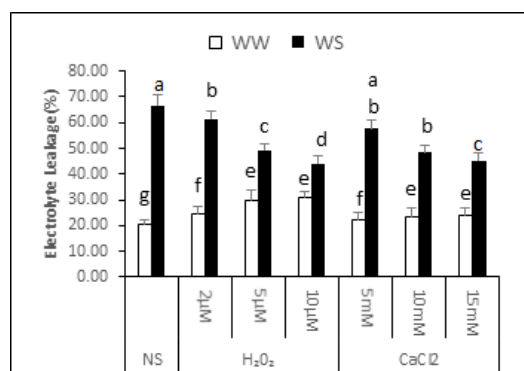 WW WS
80.00
70.00
60.00
50.00
40.00
30.00
20.00
10.00
0.00
Electrolyte Leakage(%)
a
b
c
d
a
b
b
c
g
f
e
e
f
e
e
2µM
5µM
10µM
5mM
10mM
15mM
NS
H₂0₂
CaCl2